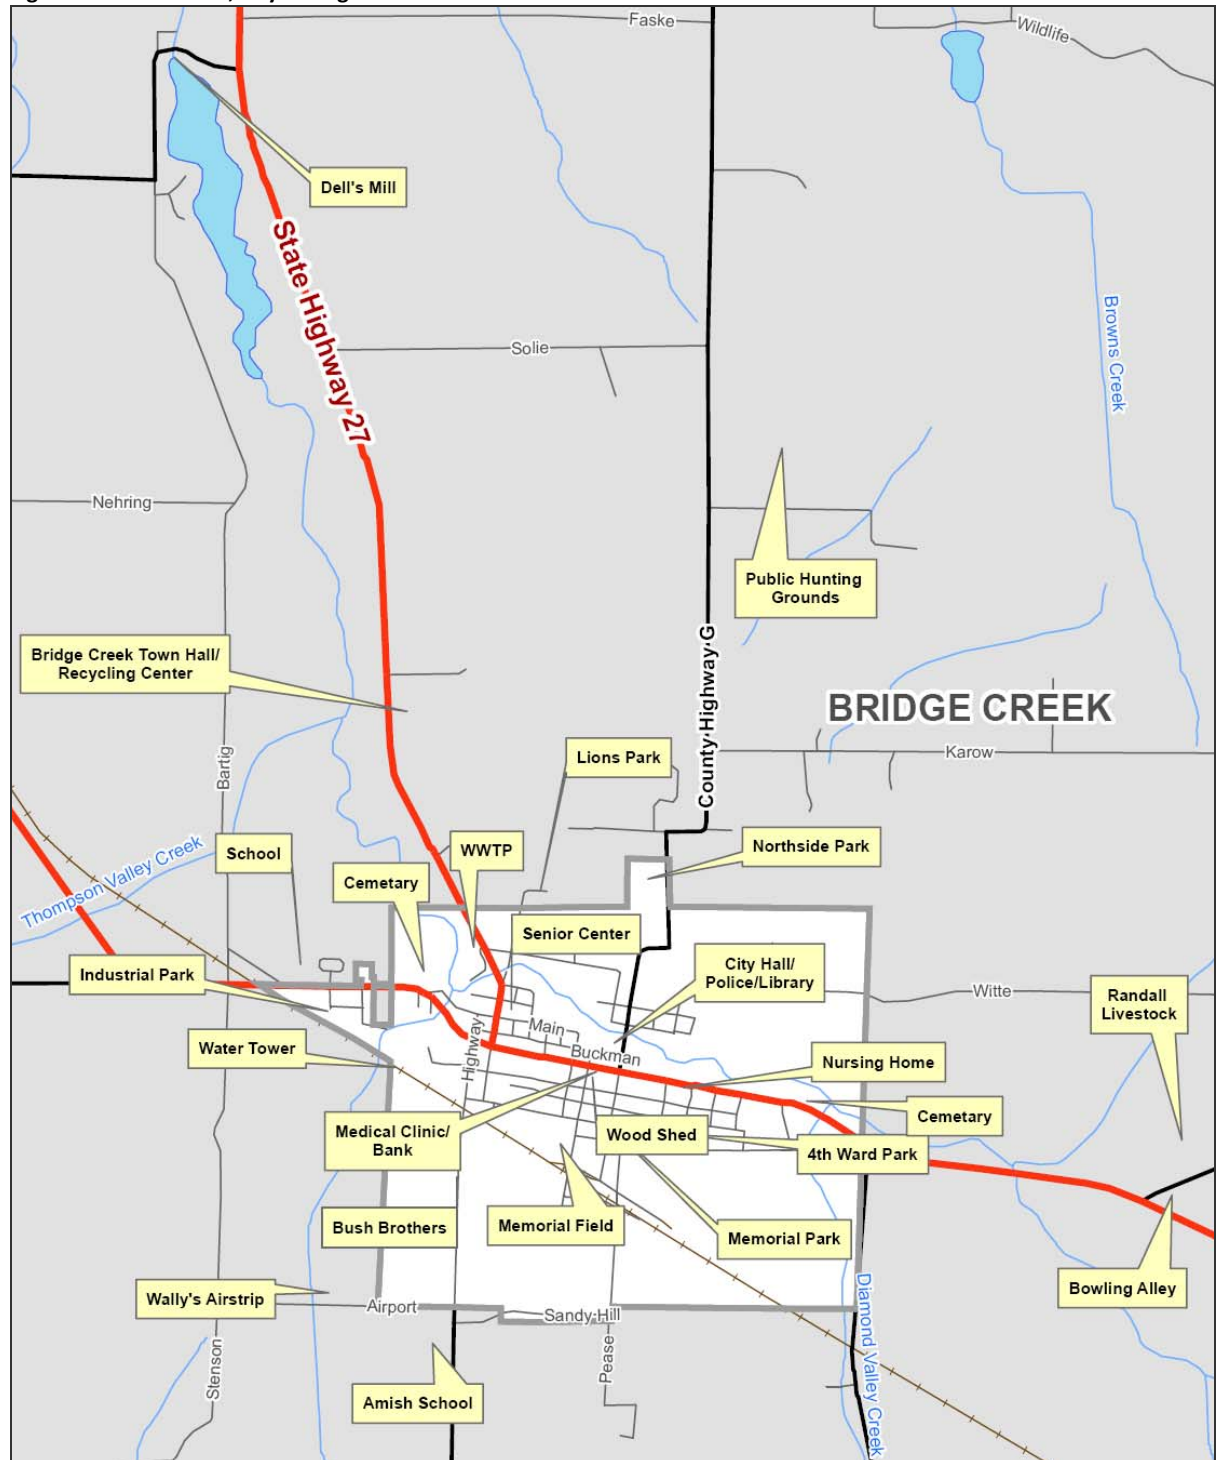 Faske
Wildlife
Dell's Mill
State Highway 27
Solie
Browns Creek
Nehring
Public Hunting
Grounds
Bridge Creek Town Hall/
Recycling Center
County Highway G
BRIDGE CREEK
Bartig
Lions Park
Karow
Thompson Valley Creek
School
WWTP
Northside Park
Cemetary
Senior Center
City Hall/
Police/Library
Industrial Park
Witte
Randall
Livestock
Main
Highway
Buckman
Water Tower
Nursing Home
Cemetary
Medical Clinic/
Bank
Wood Shed
4th Ward Park
Bush Brothers
Memorial Field
Memorial Park
Bowling Alley
Wally's Airstrip
Airport
Sandy Hill
Diamond Valley Creek
Stenson
Pease
Amish School